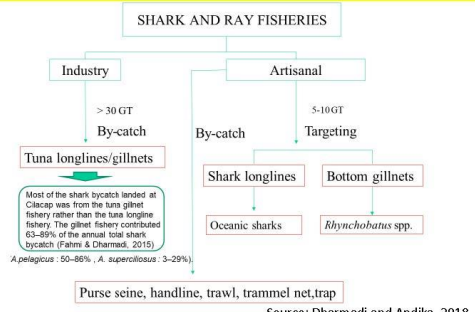 SHARK AND RAY FISHERIES
Industry
Artisanal
> 30 GT
By-catch
By-catch
5-10 GT
Targeting
Tuna longlines/gillnets
Shark longlines
Bottom gillnets
Most of the shark bycatch landed at
Cilacap was from the tuna gillnet
fishery rather than the tuna longline
fishery. The gillnet fishery contributed
63–89% of the annual total shark
bycatch (Fahmi & Dharmadi, 2015)
Oceanic sharks
Rhynchobatus spp.
A.pelagicus : 50–86% , A. superciliosus : 3–29%).
Purse seine, handline, trawl, trammel net,trap
Source: Dharmadi and Andika, 2018